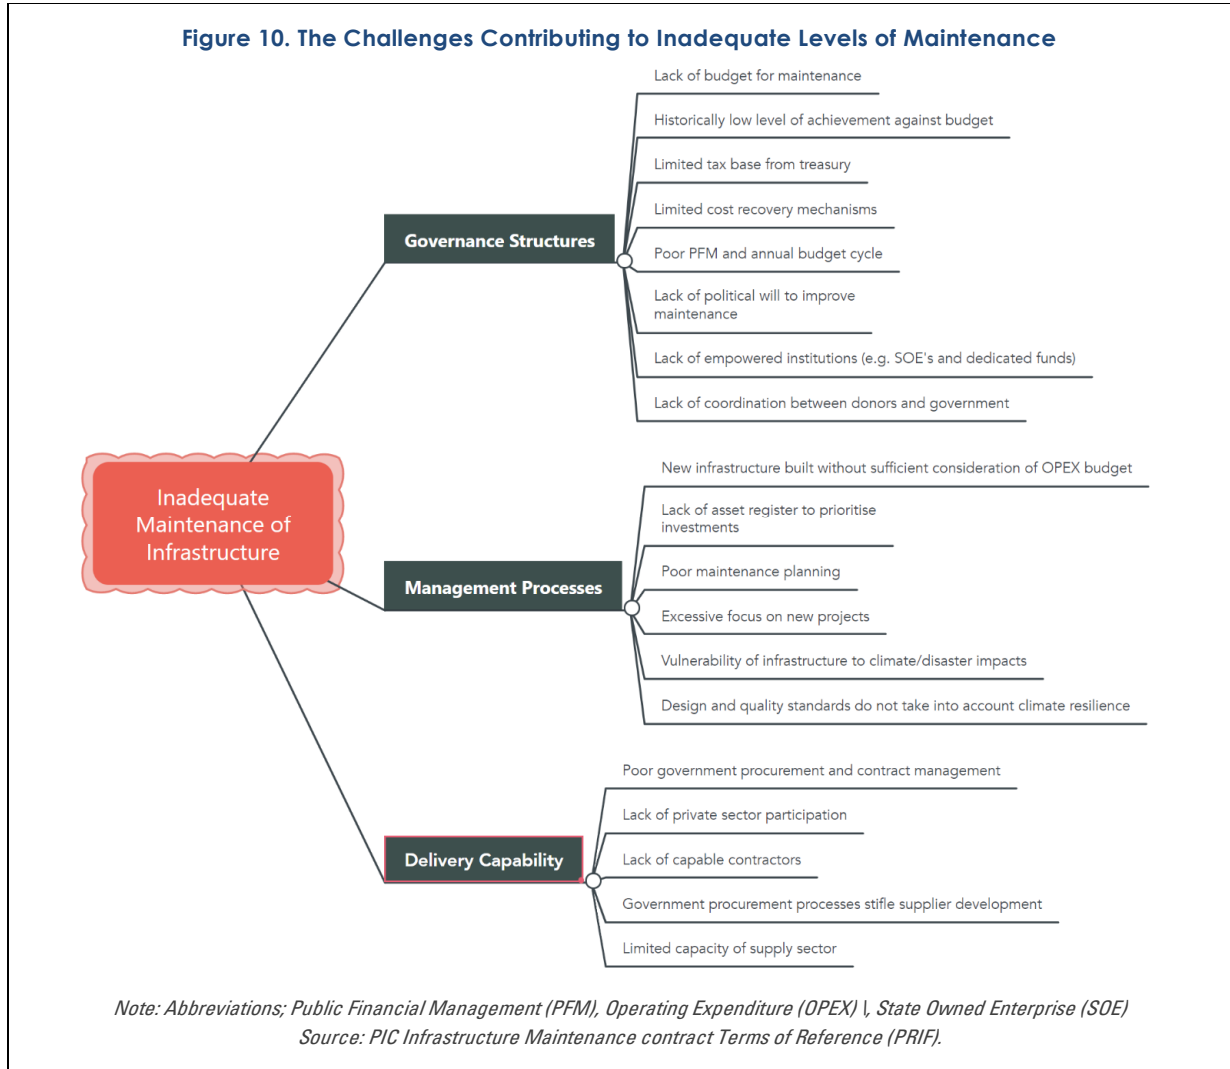 Figure 10. The Challenges Contributing to Inadequate Levels of Maintenance
Inadequate
Maintenance of
Infrastructure
Governance Structures
Lack of budget for maintenance
Historically low level of achievement against budget
Limited tax base from treasury
Limited cost recovery mechanisms
Poor PFM and annual budget cycle
Lack of political will to improve
maintenance
Lack of empowered institutions (e.g. SOE's and dedicated funds)
Lack of coordination between donors and government
Management Processes
New infrastructure built without sufficient consideration of OPEX budget
Lack of asset register to prioritise
investments
Poor maintenance planning
Excessive focus on new projects
Vulnerability of infrastructure to climate/disaster impacts
Design and quality standards do not take into account climate resilience
Delivery Capability
Poor government procurement and contract management
Lack of private sector participation
Lack of capable contractors
Government procurement processes stifle supplier development
Limited capacity of supply sector
Note: Abbreviations; Public Financial Management (PFM), Operating Expenditure (OPEX) \, State Owned Enterprise (SOE)
Source: PIC Infrastructure Maintenance contract Terms of Reference (PRIF).